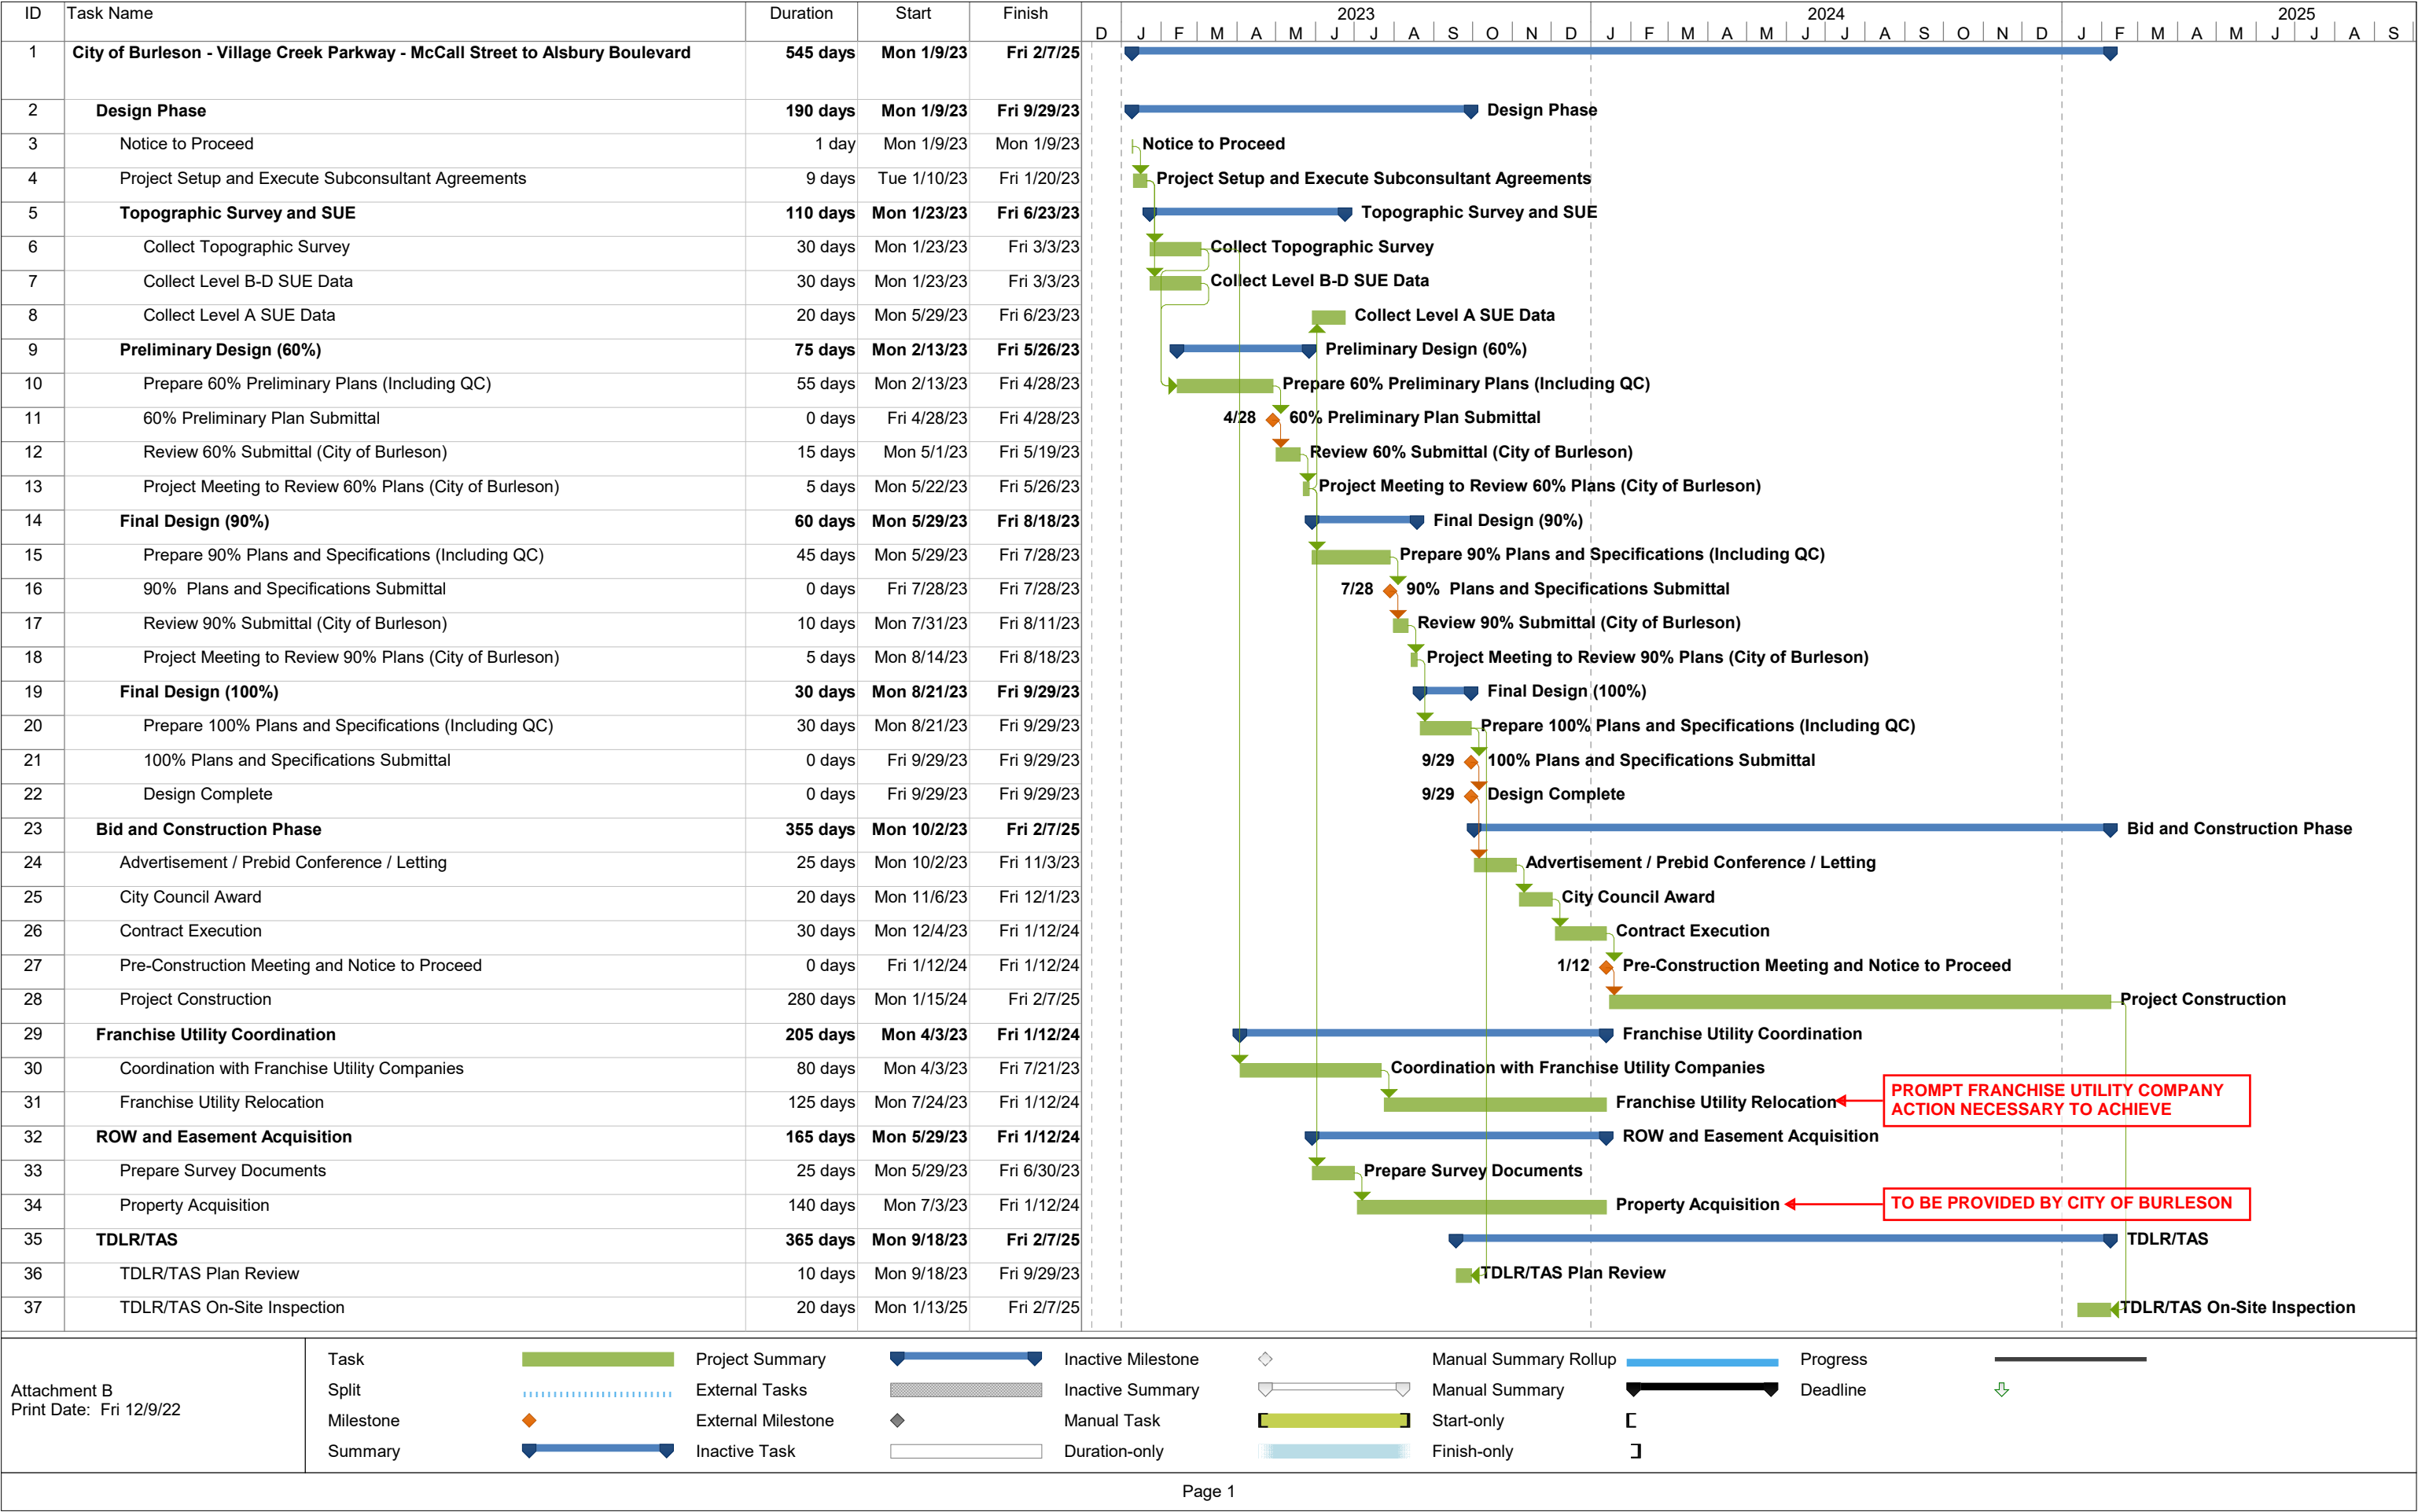 ID Task Name Duration Start Finish 2023 2024 2025
D J F M A M J J A S O N D J F M A M J J A S O N D J F M A M J J A S
1 City of Burleson - Village Creek Parkway - McCall Street to Alsbury Boulevard 545 days Mon 1/9/23 Fri 2/7/25
2 Design Phase 190 days Mon 1/9/23 Fri 9/29/23 Design Phase
3 Notice to Proceed 1 day Mon 1/9/23 Mon 1/9/23 Notice to Proceed
4 Project Setup and Execute Subconsultant Agreements 9 days Tue 1/10/23 Fri 1/20/23 Project Setup and Execute Subconsultant Agreements
5 Topographic Survey and SUE 110 days Mon 1/23/23 Fri 6/23/23 Topographic Survey and SUE
6 Collect Topographic Survey 30 days Mon 1/23/23 Fri 3/3/23 Collect Topographic Survey
7 Collect Level B-D SUE Data 30 days Mon 1/23/23 Fri 3/3/23 Collect Level B-D SUE Data
8 Collect Level A SUE Data 20 days Mon 5/29/23 Fri 6/23/23 Collect Level A SUE Data
9 Preliminary Design (60%) 75 days Mon 2/13/23 Fri 5/26/23 Preliminary Design (60%)
10 Prepare 60% Preliminary Plans (Including QC) 55 days Mon 2/13/23 Fri 4/28/23 Prepare 60% Preliminary Plans (Including QC)
11 60% Preliminary Plan Submittal 0 days Fri 4/28/23 Fri 4/28/23 4/28 60% Preliminary Plan Submittal
12 Review 60% Submittal (City of Burleson) 15 days Mon 5/1/23 Fri 5/19/23 Review 60% Submittal (City of Burleson)
13 Project Meeting to Review 60% Plans (City of Burleson) 5 days Mon 5/22/23 Fri 5/26/23 Project Meeting to Review 60% Plans (City of Burleson)
14 Final Design (90%) 60 days Mon 5/29/23 Fri 8/18/23 Final Design (90%)
15 Prepare 90% Plans and Specifications (Including QC) 45 days Mon 5/29/23 Fri 7/28/23 Prepare 90% Plans and Specifications (Including QC)
16 90%  Plans and Specifications Submittal 0 days Fri 7/28/23 Fri 7/28/23 7/28 90%  Plans and Specifications Submittal
17 Review 90% Submittal (City of Burleson) 10 days Mon 7/31/23 Fri 8/11/23 Review 90% Submittal (City of Burleson)
18 Project Meeting to Review 90% Plans (City of Burleson) 5 days Mon 8/14/23 Fri 8/18/23 Project Meeting to Review 90% Plans (City of Burleson)
19 Final Design (100%) 30 days Mon 8/21/23 Fri 9/29/23 Final Design (100%)
20 Prepare 100% Plans and Specifications (Including QC) 30 days Mon 8/21/23 Fri 9/29/23 Prepare 100% Plans and Specifications (Including QC)
21 100% Plans and Specifications Submittal 0 days Fri 9/29/23 Fri 9/29/23 9/29 100% Plans and Specifications Submittal
22 Design Complete 0 days Fri 9/29/23 Fri 9/29/23 9/29 Design Complete
23 Bid and Construction Phase 355 days Mon 10/2/23 Fri 2/7/25 Bid and Construction Phase
24 Advertisement / Prebid Conference / Letting 25 days Mon 10/2/23 Fri 11/3/23 Advertisement / Prebid Conference / Letting
25 City Council Award 20 days Mon 11/6/23 Fri 12/1/23 City Council Award
26 Contract Execution 30 days Mon 12/4/23 Fri 1/12/24 Contract Execution
27 Pre-Construction Meeting and Notice to Proceed 0 days Fri 1/12/24 Fri 1/12/24 1/12 Pre-Construction Meeting and Notice to Proceed
28 Project Construction 280 days Mon 1/15/24 Fri 2/7/25 Project Construction
29 Franchise Utility Coordination 205 days Mon 4/3/23 Fri 1/12/24 Franchise Utility Coordination
30 Coordination with Franchise Utility Companies 80 days Mon 4/3/23 Fri 7/21/23 Coordination with Franchise Utility Companies
31 Franchise Utility Relocation 125 days Mon 7/24/23 Fri 1/12/24 Franchise Utility Relocation
PROMPT FRANCHISE UTILITY COMPANY
ACTION NECESSARY TO ACHIEVE
32 ROW and Easement Acquisition 165 days Mon 5/29/23 Fri 1/12/24 ROW and Easement Acquisition
33 Prepare Survey Documents 25 days Mon 5/29/23 Fri 6/30/23 Prepare Survey Documents
34 Property Acquisition 140 days Mon 7/3/23 Fri 1/12/24 Property Acquisition TO BE PROVIDED BY CITY OF BURLESON
35 TDLR/TAS 365 days Mon 9/18/23 Fri 2/7/25 TDLR/TAS
36 TDLR/TAS Plan Review 10 days Mon 9/18/23 Fri 9/29/23 TDLR/TAS Plan Review
37 TDLR/TAS On-Site Inspection 20 days Mon 1/13/25 Fri 2/7/25 TDLR/TAS On-Site Inspection
Attachment B
Print Date:  Fri 12/9/22
Task Project Summary Inactive Milestone Manual Summary Rollup Progress
Split External Tasks Inactive Summary Manual Summary Deadline
Milestone External Milestone Manual Task Start-only
Summary Inactive Task Duration-only Finish-only
Page 1